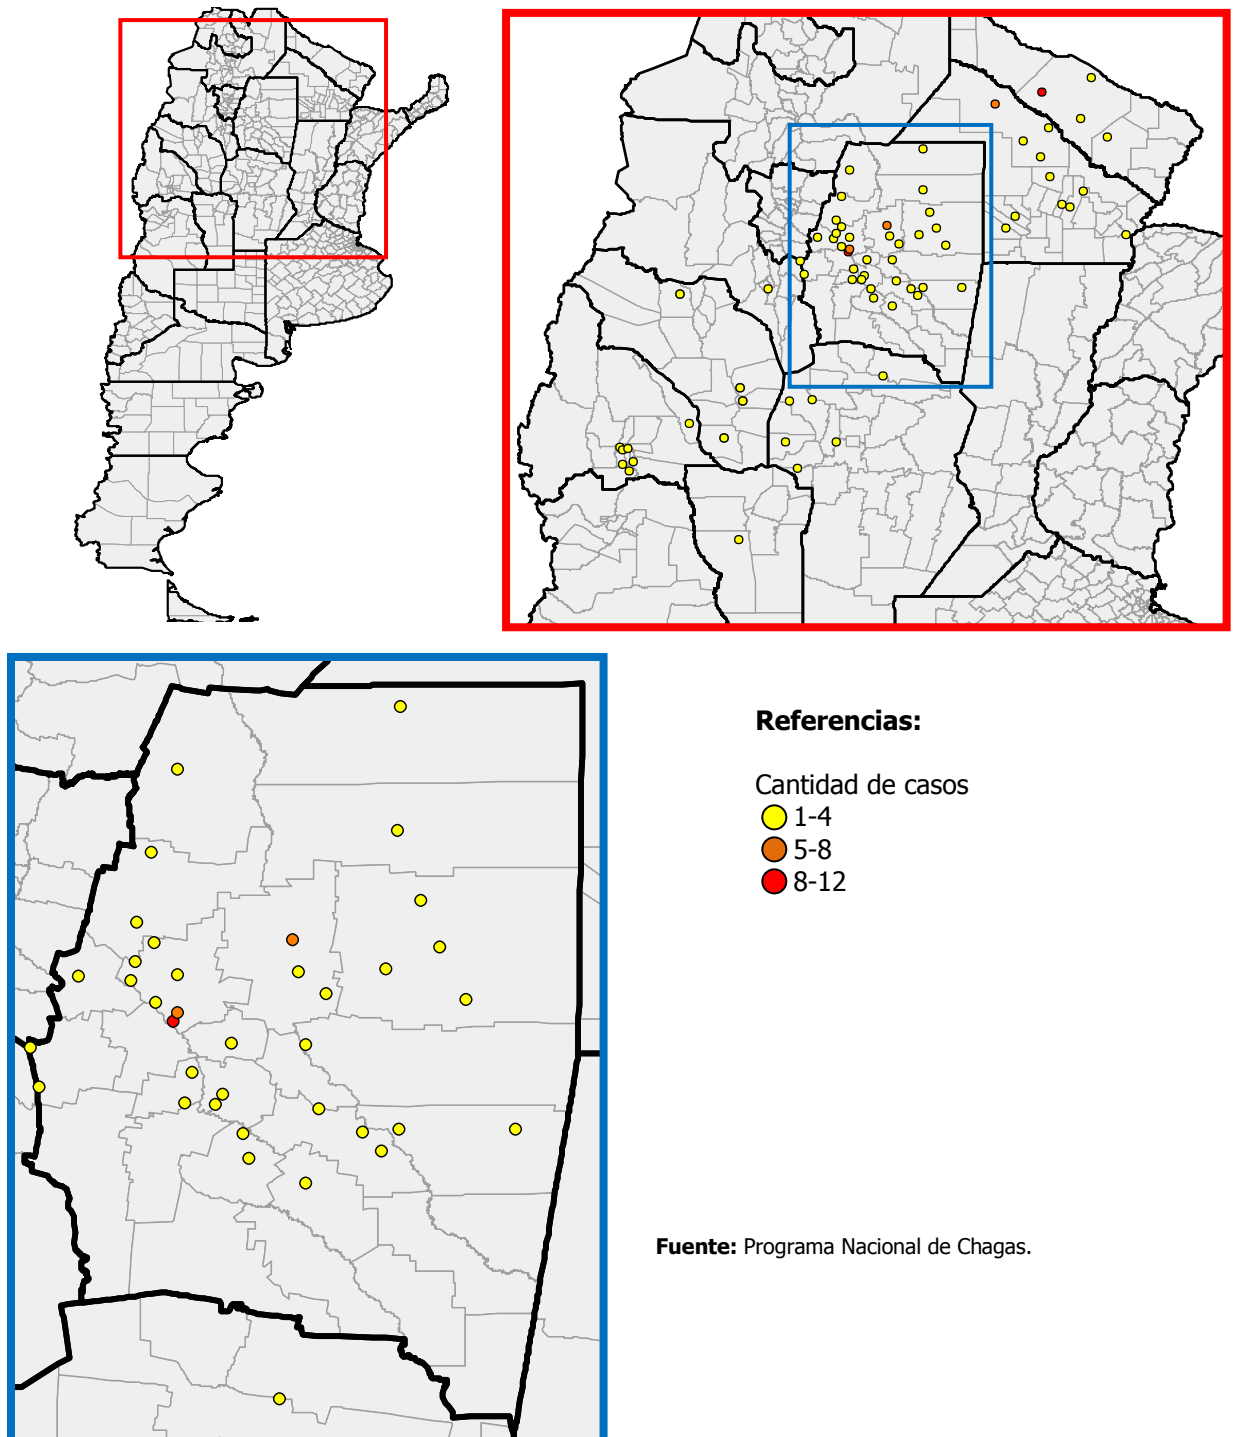 Referencias:
Cantidad de casos
1-4
5-8
8-12
Fuente: Programa Nacional de Chagas.